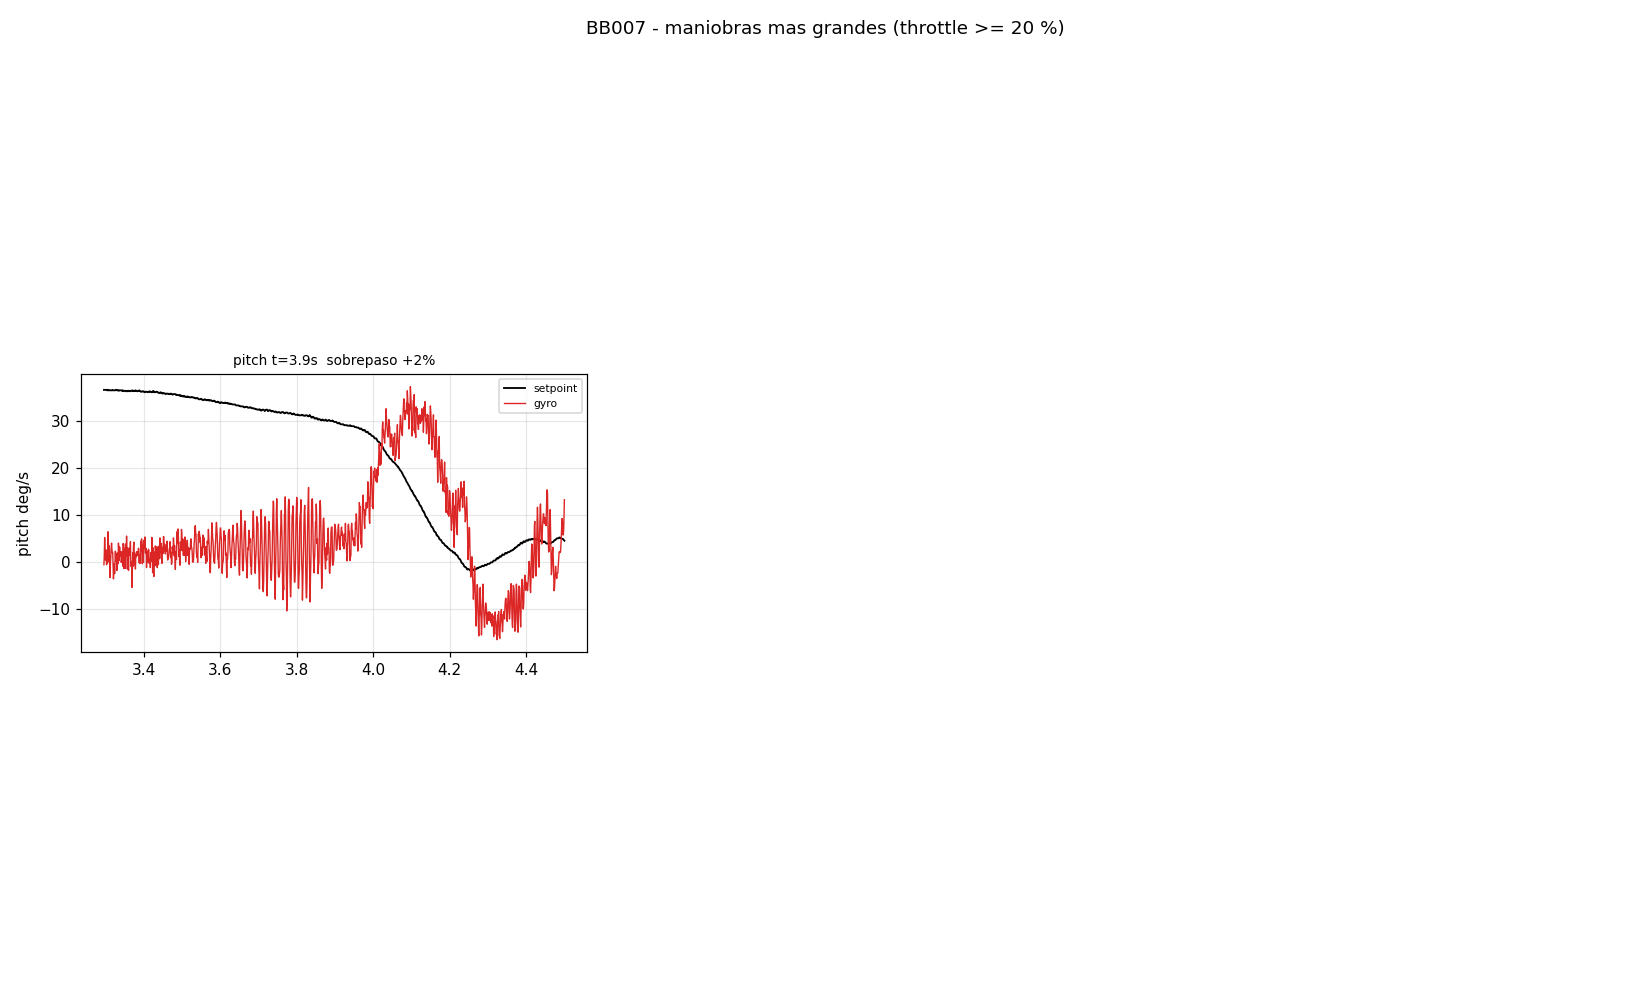 BB007 - maniobras mas grandes (throttle >= 20 %)
pitch t=3.9s  sobrepaso +2%
setpoint
gyro
pitch deg/s
30
20
10
0
−10
3.4 3.6 3.8 4.0 4.2 4.4